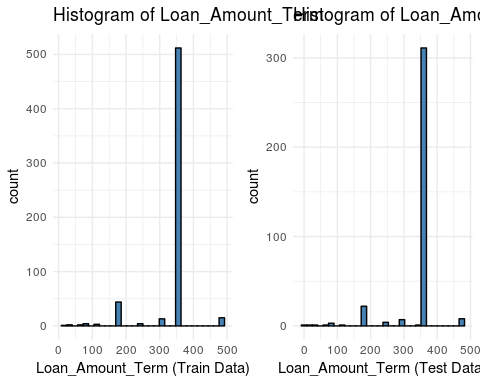 Histogram of Loan_Amount_Term
Histogram of Loan_Amo
count
500
400
300
200
100
0
0 100 200 300 400 500
Loan_Amount_Term (Train Data)
count
300
200
100
0
0 100 200 300 400 500
Loan_Amount_Term (Test Data